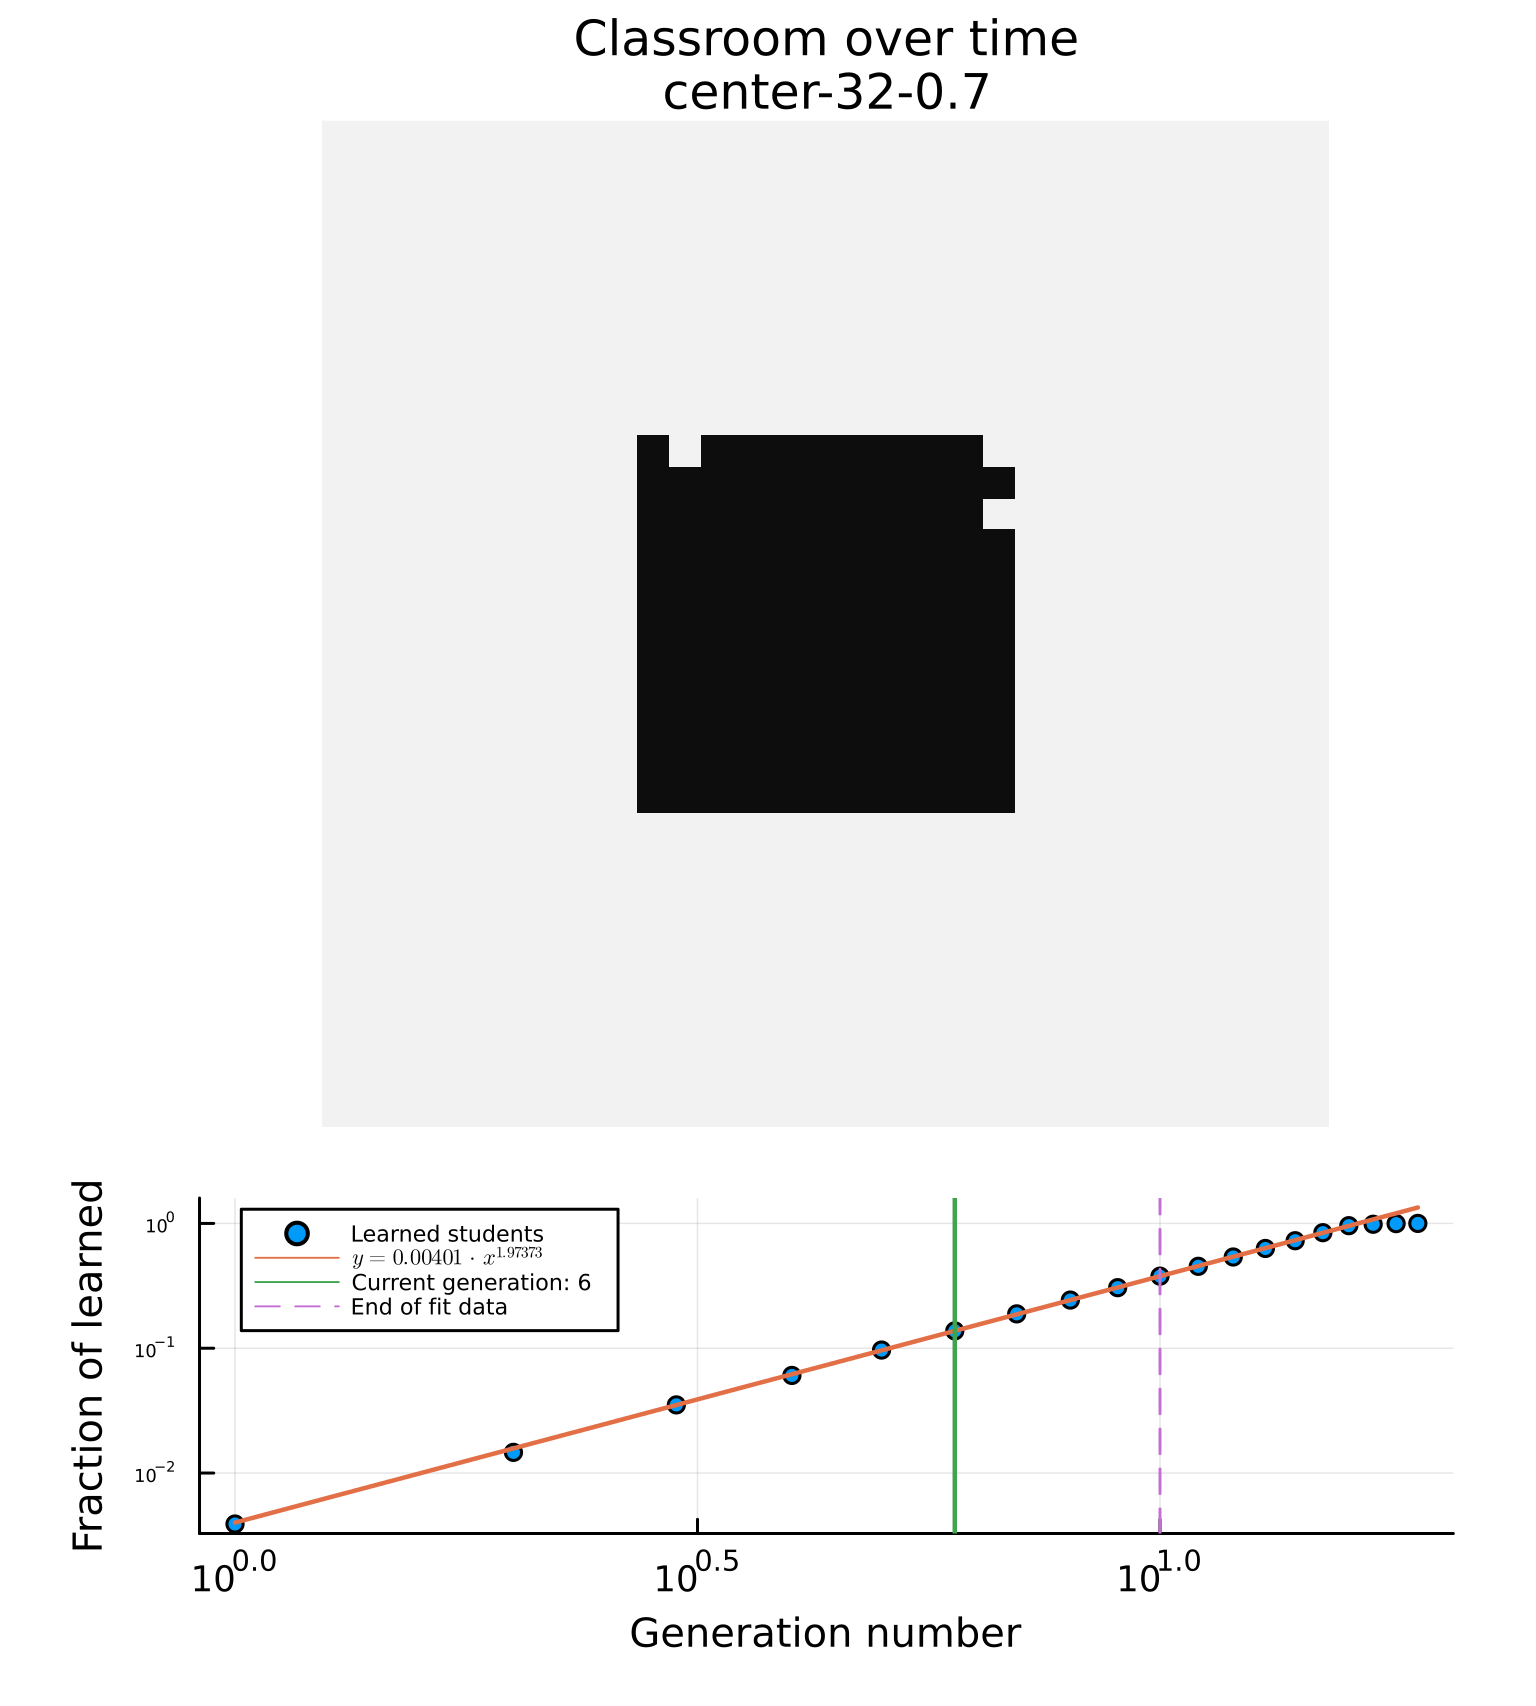 Classroom over time
center-32-0.7
Fraction of learned
10^0
10^-1
10^-2
Learned students
y = 0.00401 · x^1.97373
Current generation: 6
End of fit data
10^0.0
10^0.5
10^1.0
Generation number